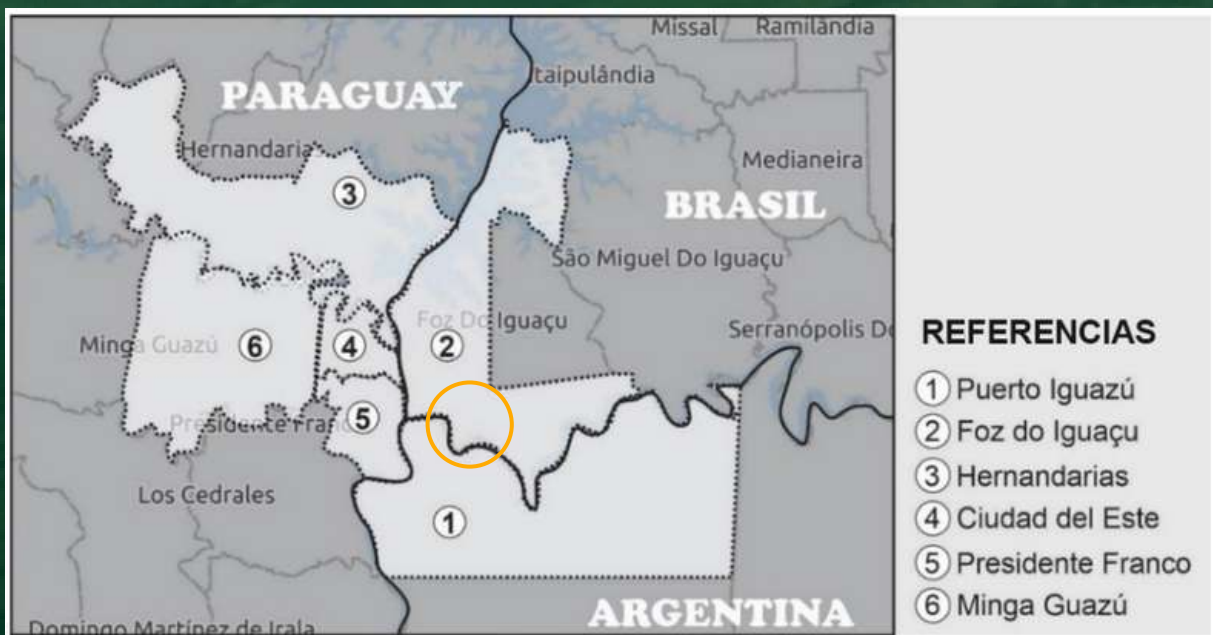 Missal
Ramilândia
Itaipulândia
PARAGUAY
Hernandarias
Medianeira
3
BRASIL
São Miguel Do Iguaçu
Foz Do Iguaçu
Minga Guazú
6
4
2
Serranópolis Do
Presidente Franco
5
Los Cedrales
1
ARGENTINA
Domingo Martínez de Irala
REFERENCIAS
1 Puerto Iguazú
2 Foz do Iguaçu
3 Hernandarias
4 Ciudad del Este
5 Presidente Franco
6 Minga Guazú